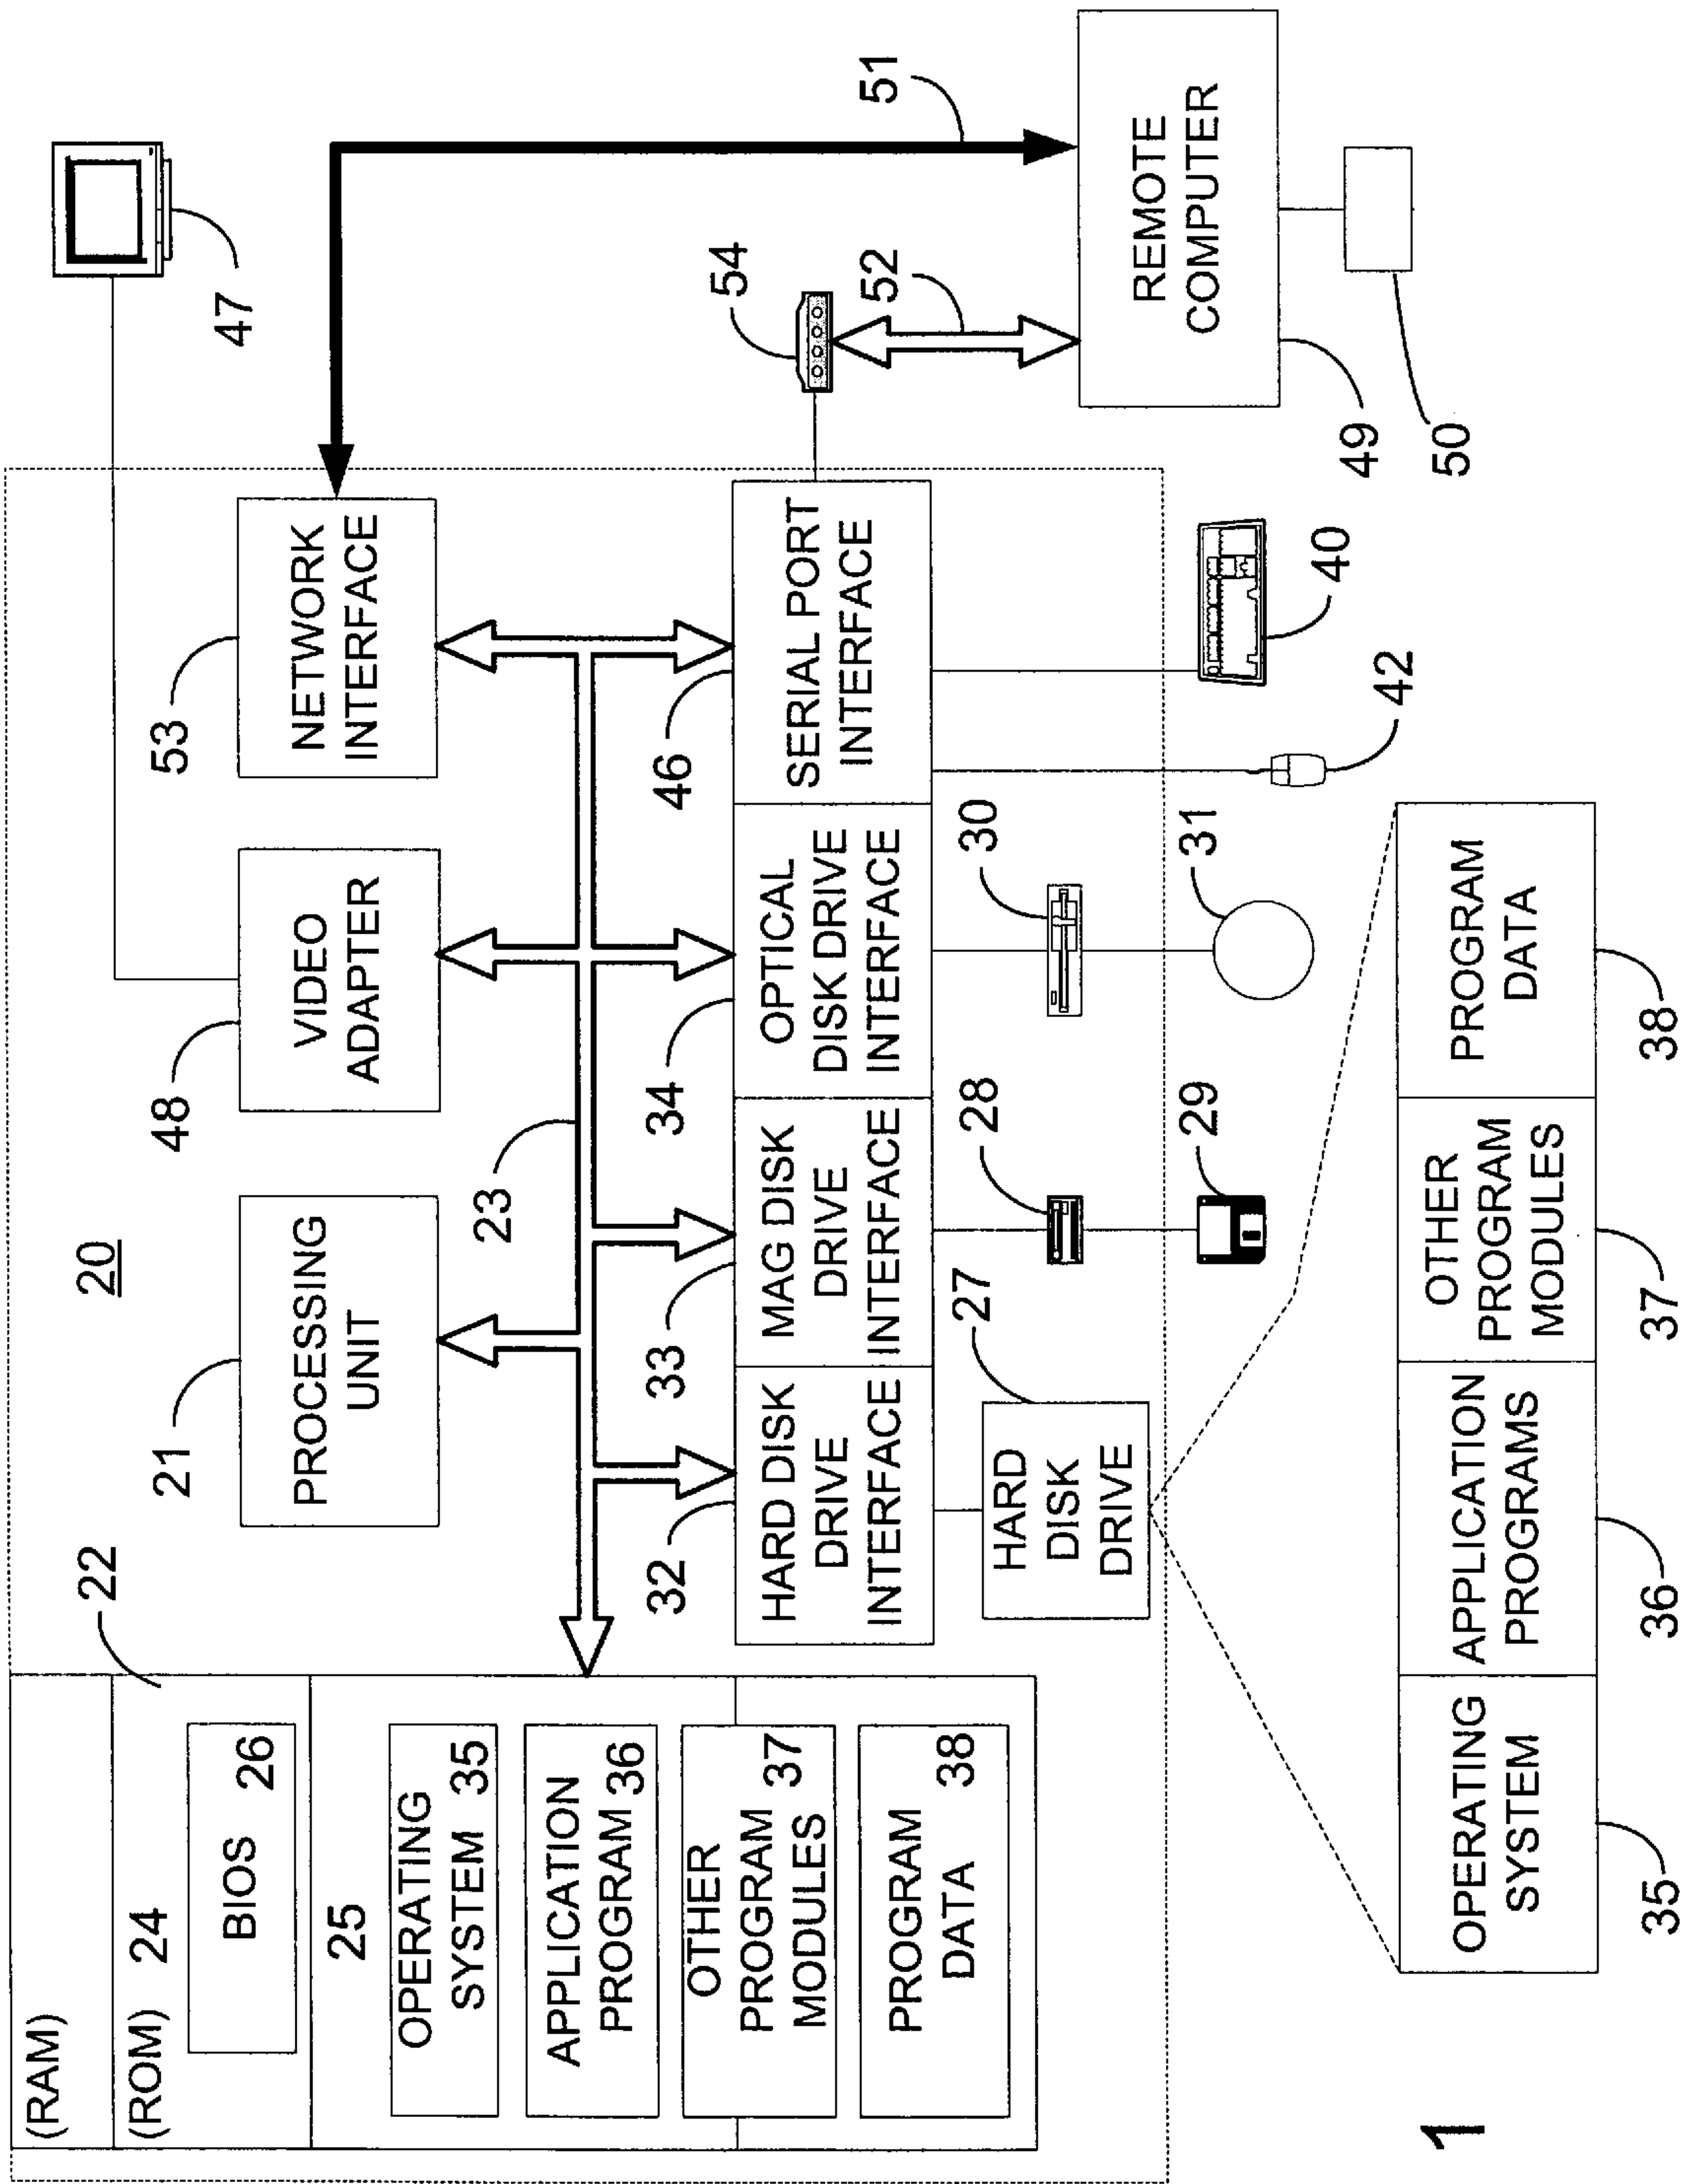 20
(RAM)
22
(ROM) 24
BIOS 26
25
OPERATING
SYSTEM 35
APPLICATION
PROGRAM 36
OTHER
PROGRAM 37
MODULES
PROGRAM 38
DATA
21
PROCESSING
UNIT
48
VIDEO
ADAPTER
53
NETWORK
INTERFACE
47
23
32
HARD DISK
DRIVE
INTERFACE
33
MAG DISK
DRIVE
INTERFACE
34
OPTICAL
DISK DRIVE
INTERFACE
46
SERIAL PORT
INTERFACE
54
52
51
HARD
DISK
DRIVE
27
28
29
30
31
42
40
REMOTE
COMPUTER
49
50
OPERATING
SYSTEM
35
APPLICATION
PROGRAMS
36
OTHER
PROGRAM
MODULES
37
PROGRAM
DATA
38
1